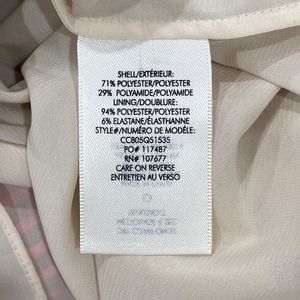 SHELL/EXTÉRIEUR:
71% POLYESTER/POLYESTER
29% POLYAMIDE/POLYAMIDE
LINING/DOUBLURE:
94% POLYESTER/POLYESTER
6% ELASTANE/ÉLASTHANNE
STYLE#/NUMÉRO DE MODÈLE:
CC805Q51535
PO# 117487
RN# 107677
CARE ON REVERSE
ENTRETIEN AU VERSO